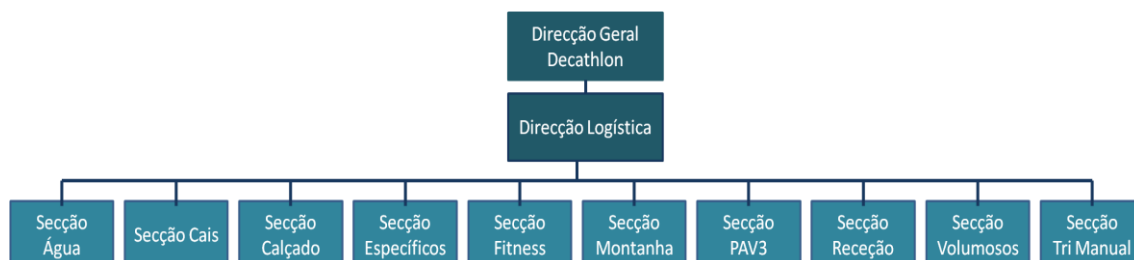 Direcção Geral
Decathlon
Direcção Logística
Secção
Água
Secção Cais
Secção
Calçado
Secção
Específicos
Secção
Fitness
Secção
Montanha
Secção
PAV3
Secção
Receção
Secção
Volumosos
Secção
Tri Manual